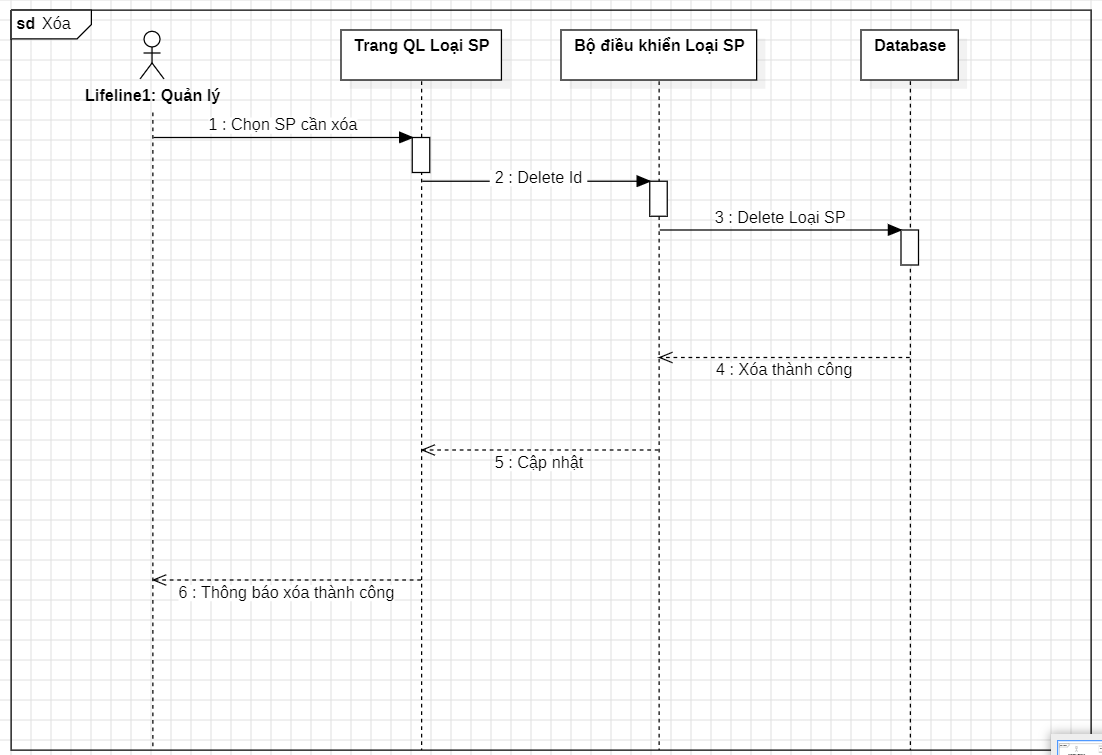 sd Xóa
Trang QL Loại SP
Bộ điều khiển Loại SP
Database
Lifeline1: Quản lý
1 : Chọn SP cần xóa
2 : Delete Id
3 : Delete Loại SP
4 : Xóa thành công
5 : Cập nhật
6 : Thông báo xóa thành công